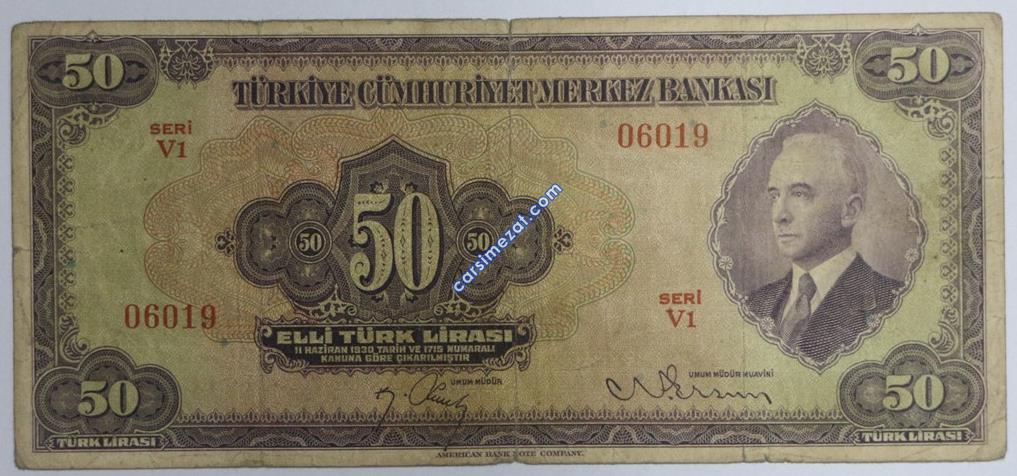 50
50
TÜRKİYE CÜMHURİYET MERKEZ BANKASI
SERİ
V1
06019
50
50
50
carsimezat.com
06019
SERİ
V1
ELLİ TÜRK LİRASI
11 HAZİRAN 1930 TARİH VE 1715 NUMARALI
KANUNA GÖRE ÇIKARILMIŞTIR
UMUM MÜDÜR
UMUM MÜDÜR MUAVİNİ
50
TÜRK LİRASI
50
TÜRK LİRASI
AMERICAN BANK NOTE COMPANY.